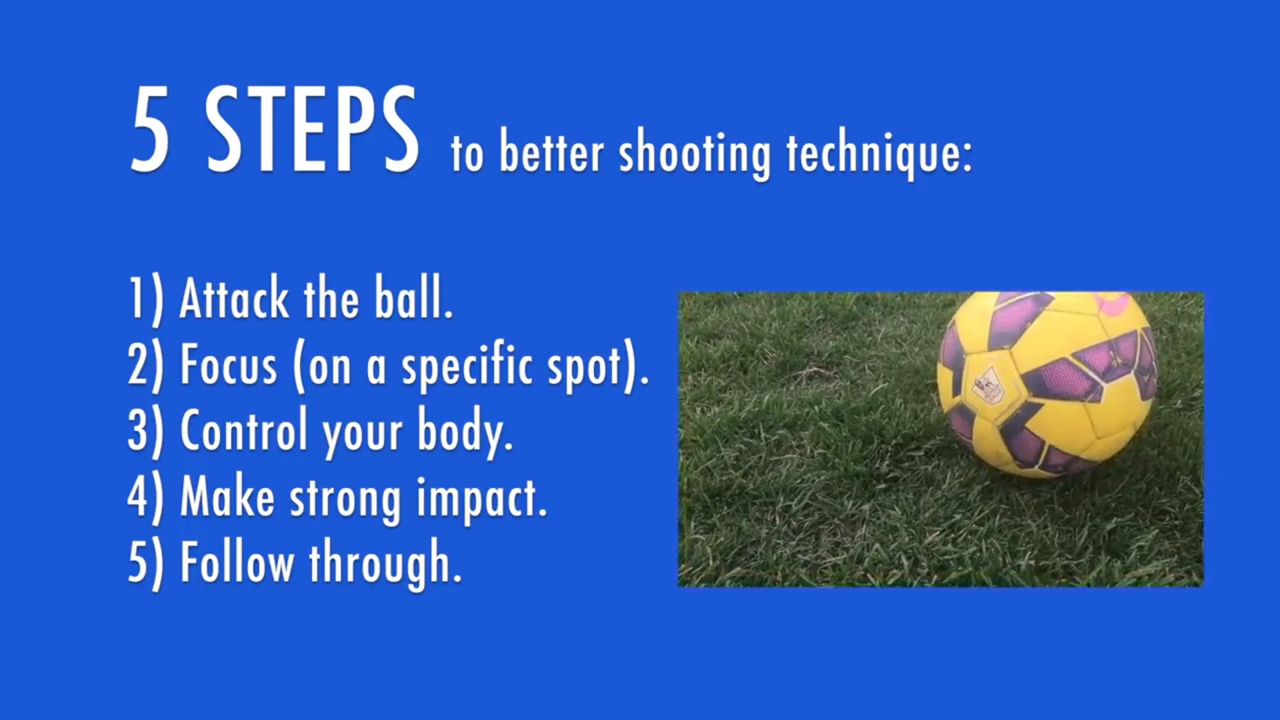 5 STEPS to better shooting technique:
1) Attack the ball.
2) Focus (on a specific spot).
3) Control your body.
4) Make strong impact.
5) Follow through.